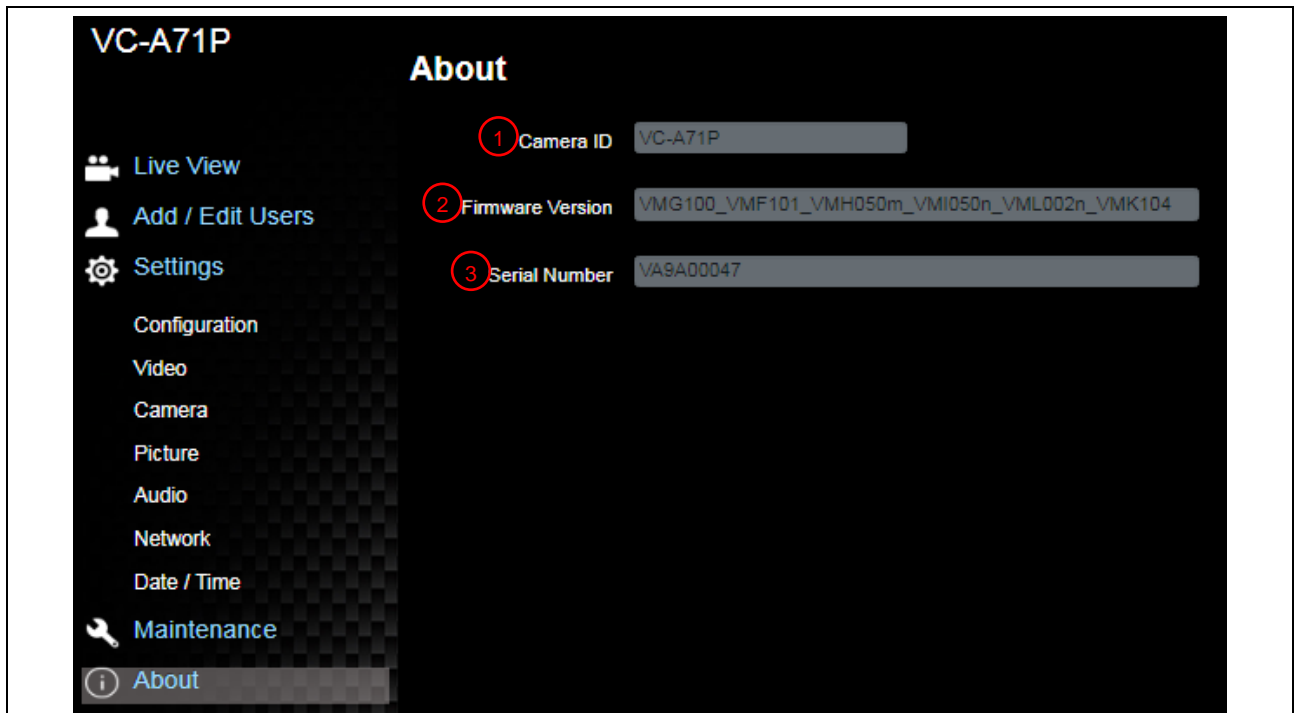 VC-A71P
Live View
Add / Edit Users
Settings
Configuration
Video
Camera
Picture
Audio
Network
Date / Time
Maintenance
About
About
1 Camera ID VC-A71P
2 Firmware Version VMG100_VMF101_VMH050m_VMI050n_VML002n_VMK104
3 Serial Number VA9A00047